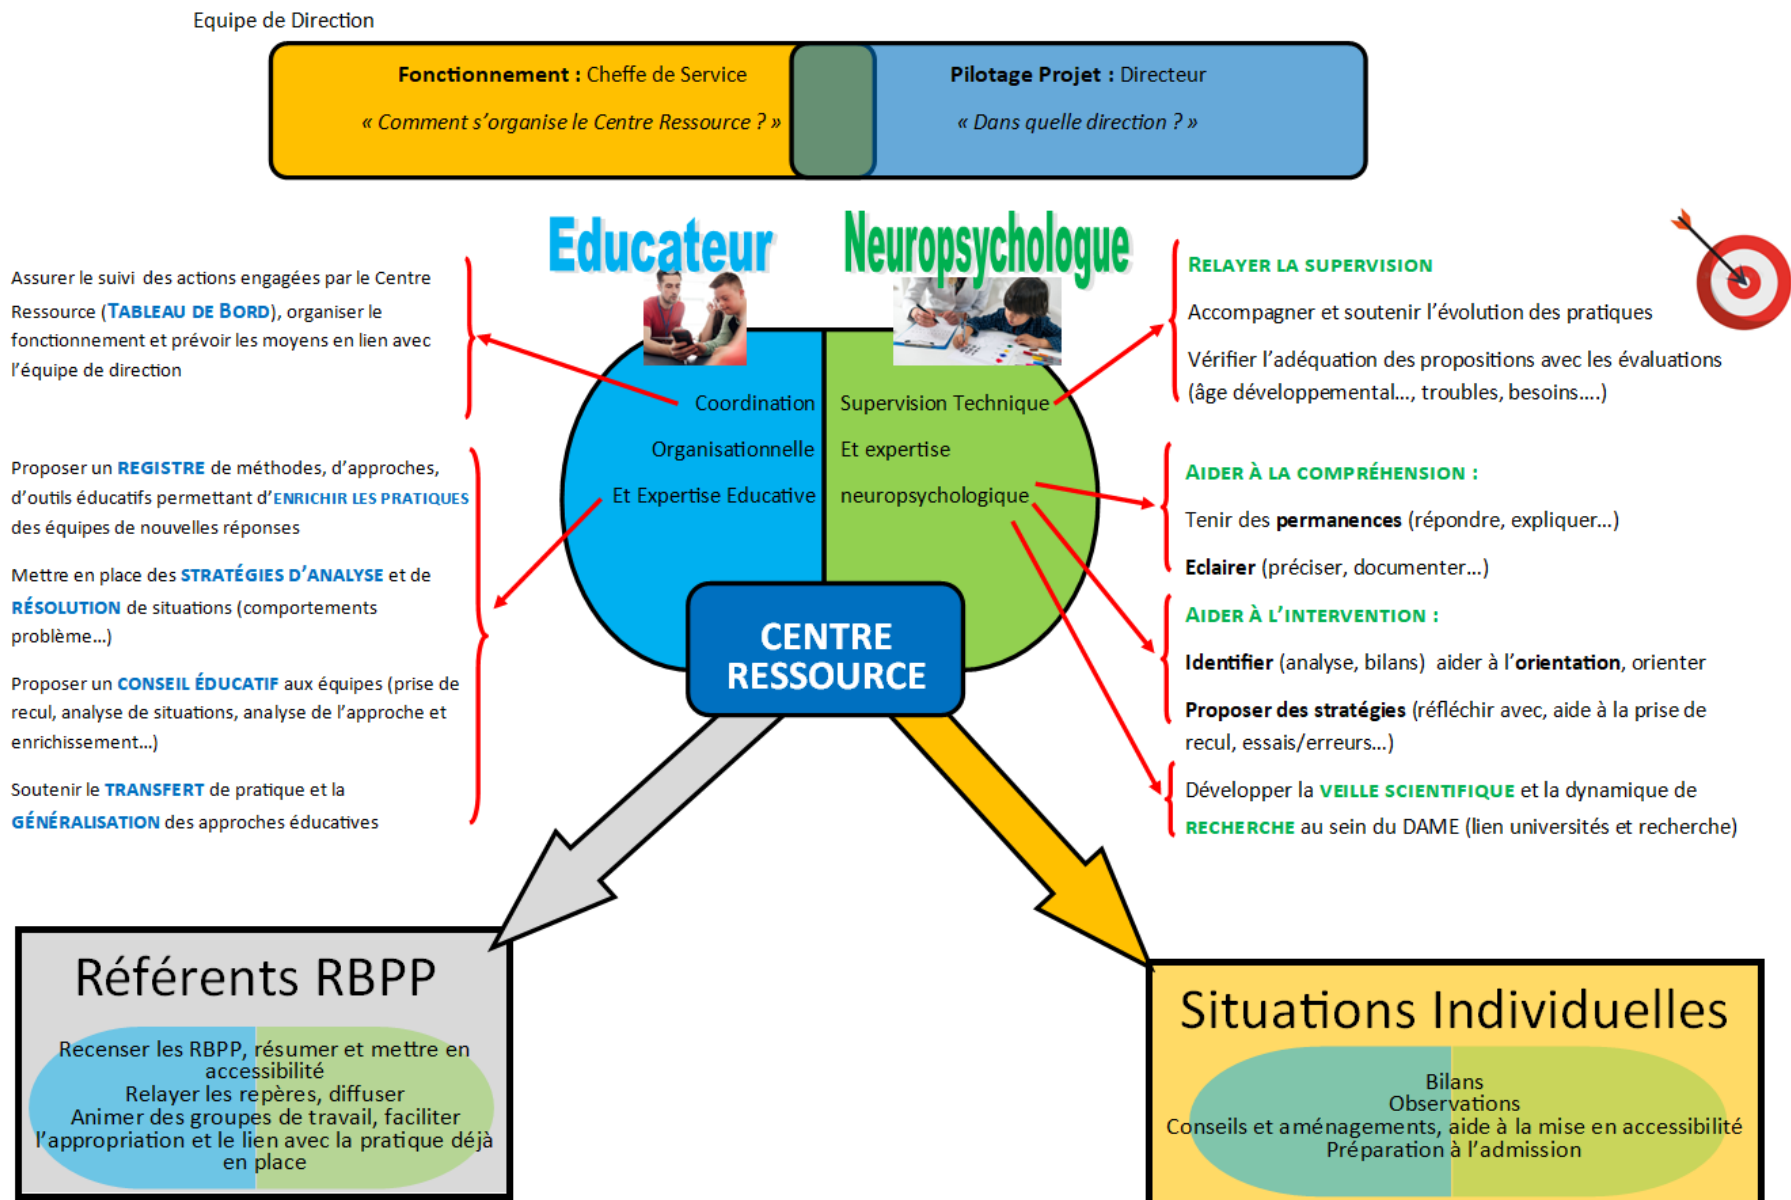 Equipe de Direction
Fonctionnement : Cheffe de Service
« Comment s’organise le Centre Ressource ? »
Pilotage Projet : Directeur
« Dans quelle direction ? »
Educateur
Neuropsychologue
Assurer le suivi des actions engagées par le Centre
Ressource (TABLEAU DE BORD), organiser le
fonctionnement et prévoir les moyens en lien avec
l’équipe de direction
Proposer un REGISTRE de méthodes, d’approches,
d’outils éducatifs permettant d’ENRICHIR LES PRATIQUES
des équipes de nouvelles réponses
Mettre en place des STRATÉGIES D’ANALYSE et de
RÉSOLUTION de situations (comportements
problème…)
Proposer un CONSEIL ÉDUCATIF aux équipes (prise de
recul, analyse de situations, analyse de l’approche et
enrichissement…)
Soutenir le TRANSFERT de pratique et la
GÉNÉRALISATION des approches éducatives
Coordination
Organisationnelle
Et Expertise Educative
Supervision Technique
Et expertise
neuropsychologique
CENTRE
RESSOURCE
RELAYER LA SUPERVISION
Accompagner et soutenir l’évolution des pratiques
Vérifier l’adéquation des propositions avec les évaluations
(âge développemental…, troubles, besoins….)
AIDER À LA COMPRÉHENSION :
Tenir des permanences (répondre, expliquer…)
Eclairer (préciser, documenter…)
AIDER À L’INTERVENTION :
Identifier (analyse, bilans) aider à l’orientation, orienter
Proposer des stratégies (réfléchir avec, aide à la prise de
recul, essais/erreurs…)
Développer la VEILLE SCIENTIFIQUE et la dynamique de
RECHERCHE au sein du DAME (lien universités et recherche)
Référents RBPP
Recenser les RBPP, résumer et mettre en
accessibilité
Relayer les repères, diffuser
Animer des groupes de travail, faciliter
l’appropriation et le lien avec la pratique déjà
en place
Situations Individuelles
Bilans
Observations
Conseils et aménagements, aide à la mise en accessibilité
Préparation à l’admission